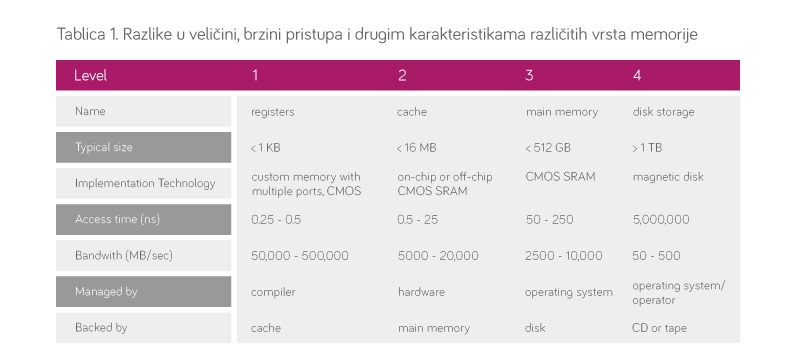 Tablica 1. Razlike u veličini, brzini pristupa i drugim karakteristikama različitih vrsta memorije
Level 1 2 3 4
Name registers cache main memory disk storage
Typical size < 1 KB < 16 MB < 512 GB > 1 TB
Implementation Technology custom memory with multiple ports, CMOS on-chip or off-chip CMOS SRAM CMOS SRAM magnetic disk
Access time (ns) 0.25 - 0.5 0.5 - 25 50 - 250 5,000,000
Bandwith (MB/sec) 50,000 - 500,000 5000 - 20,000 2500 - 10,000 50 - 500
Managed by compiler hardware operating system operating system/ operator
Backed by cache main memory disk CD or tape